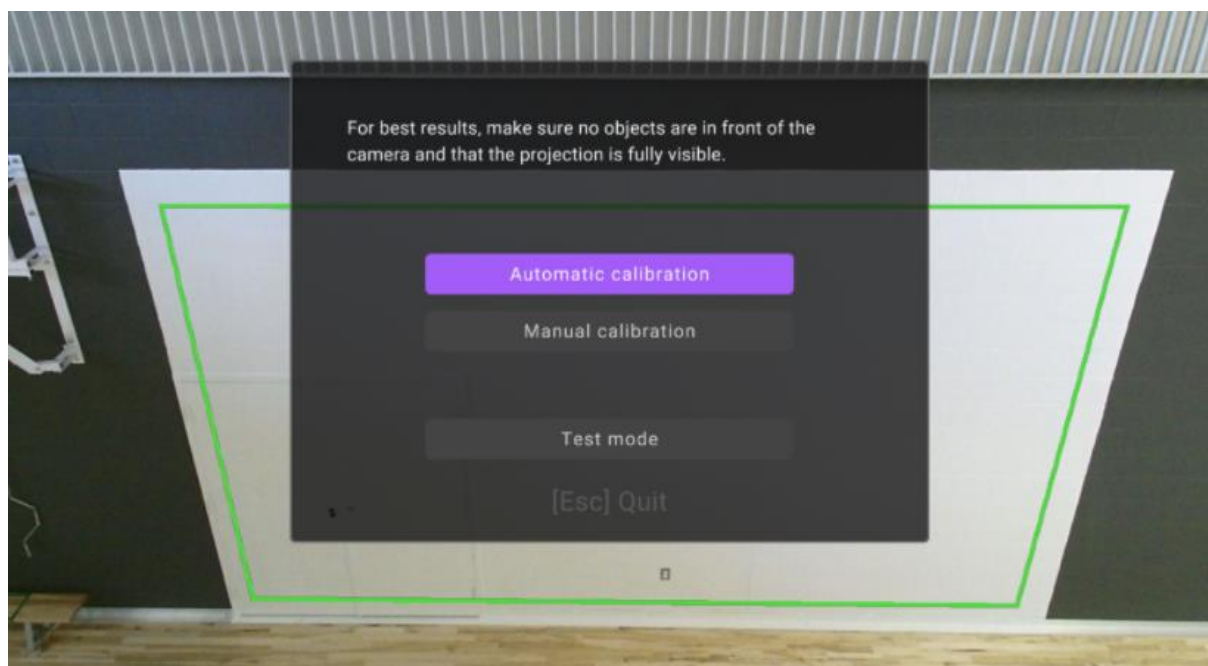 For best results, make sure no objects are in front of the
camera and that the projection is fully visible.
Automatic calibration
Manual calibration
Test mode
[Esc] Quit